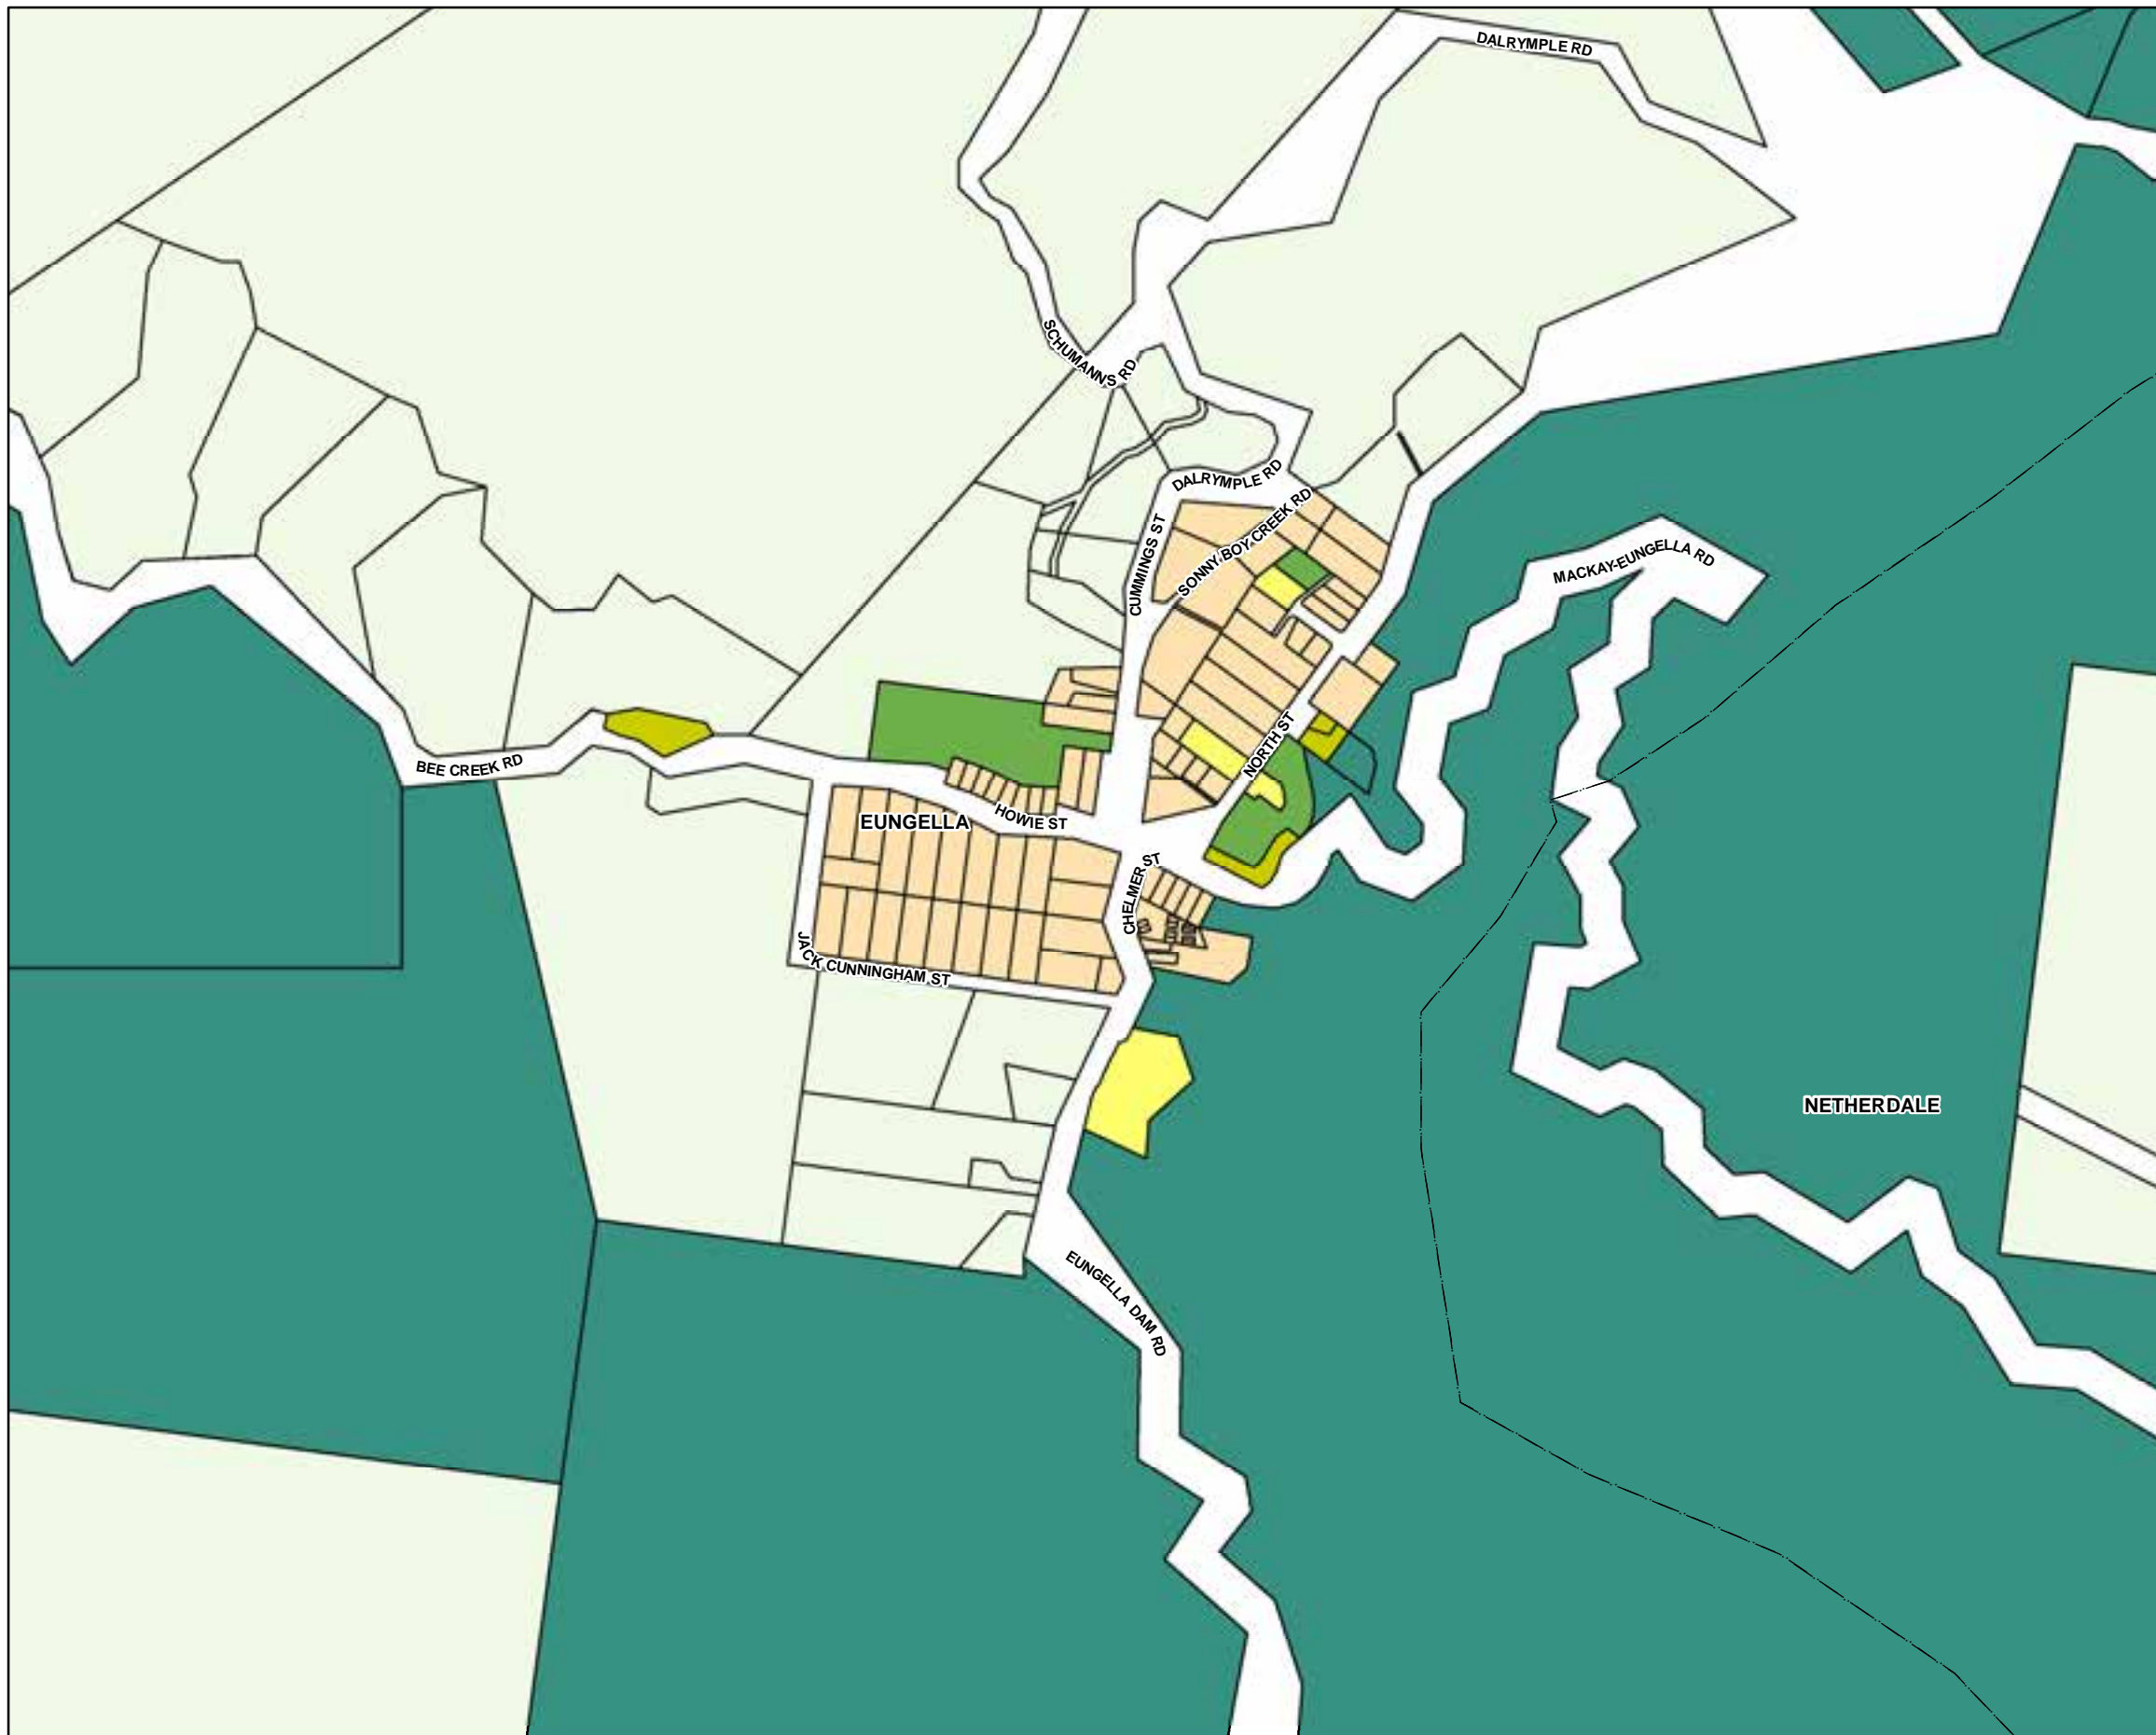 DALRYMPLE RD
SCHUMANNS RD
DALRYMPLE RD
SONNY BOY CREEK RD
CUMMINGS ST
MACKAY-EUNGELLA RD
NORTH ST
BEE CREEK RD
HOWIE ST
EUNGELLA
CHELMER ST
JACK CUNNINGHAM ST
NETHERDALE
EUNGELLA DAM RD